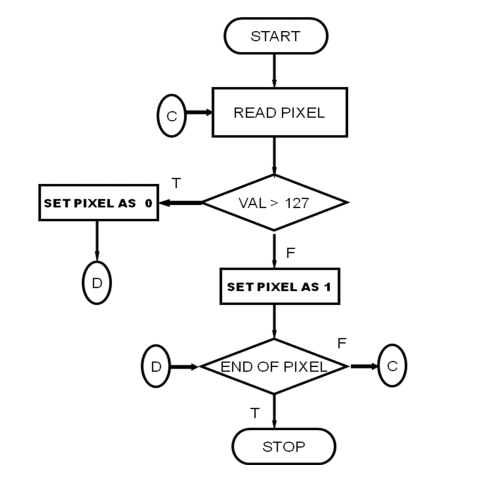 START
C
READ PIXEL
T
SET PIXEL AS 0
VAL > 127
D
F
SET PIXEL AS 1
D
END OF PIXEL
F
C
T
STOP